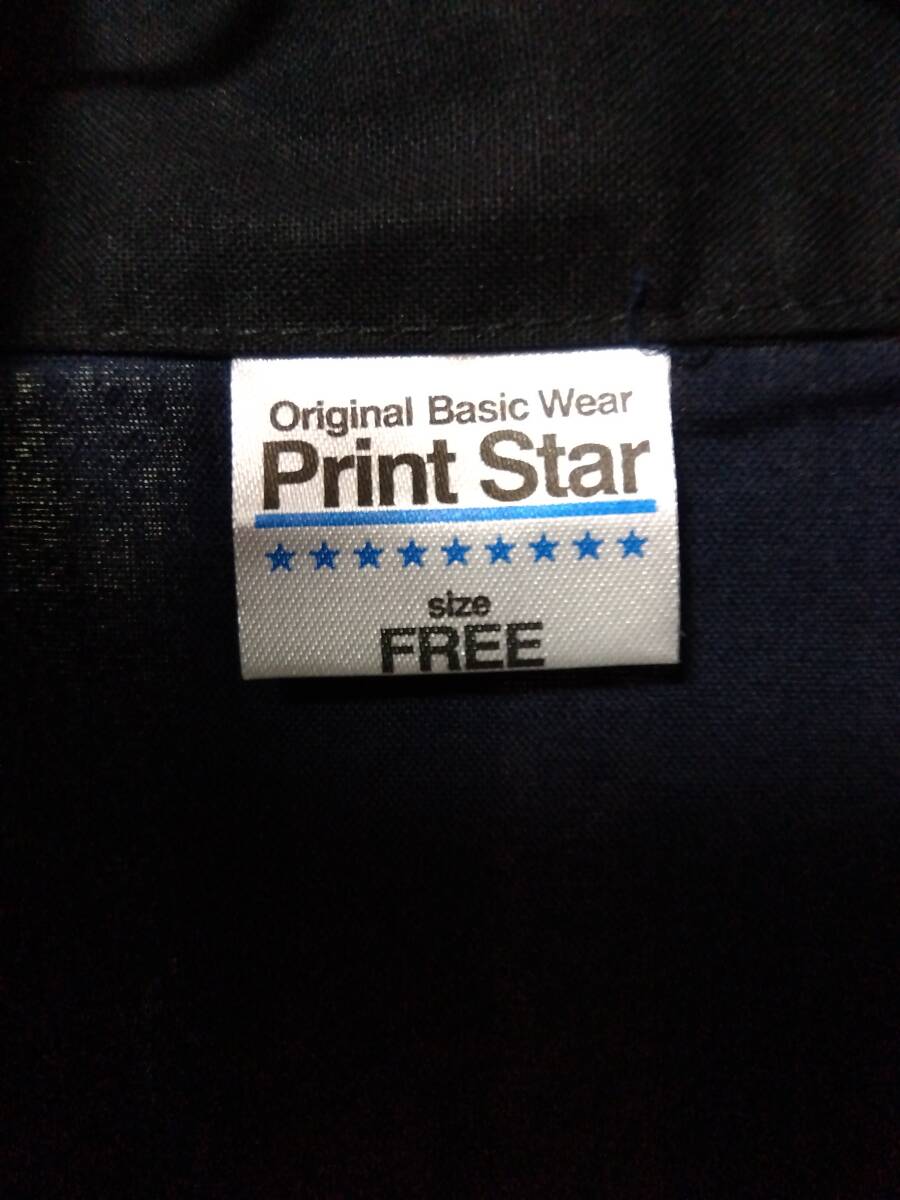 Original Basic Wear
Print Star
size
FREE